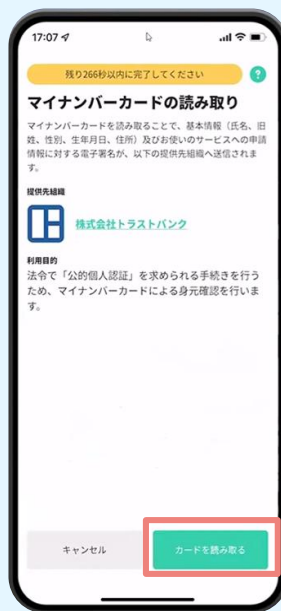 17:07
残り266秒以内に完了してください
?
マイナンバーカードの読み取り
マイナンバーカードを読み取ることで、基本情報（氏名、旧
姓、性別、生年月日、住所）及びお使いのサービスへの申請
情報に対する電子署名が、以下の提供先組織へ送信されま
す。
提供先組織
株式会社トラストバンク
利用目的
法令で「公的個人認証」を求められる手続きを行う
ため、マイナンバーカードによる身元確認を行いま
す。
キャンセル
カードを読み取る